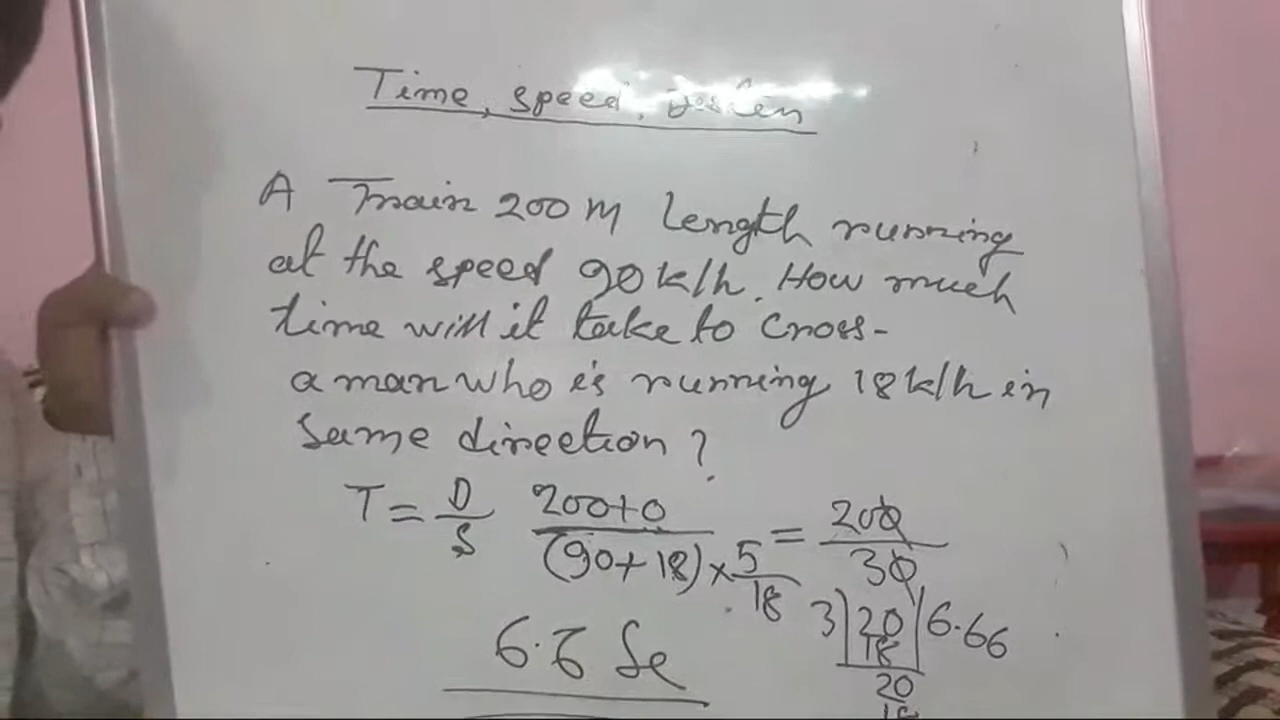 Time, speed,
A Train 200 M Length running
at the speed 90 k/h. How much
time will it take to cross-
a man who is running 18 k/h in
same direction?
T = D/S (200+0)/((90+18) × 5/18) = 200/30
3)20(6.66
18
20
18
6.6 Se